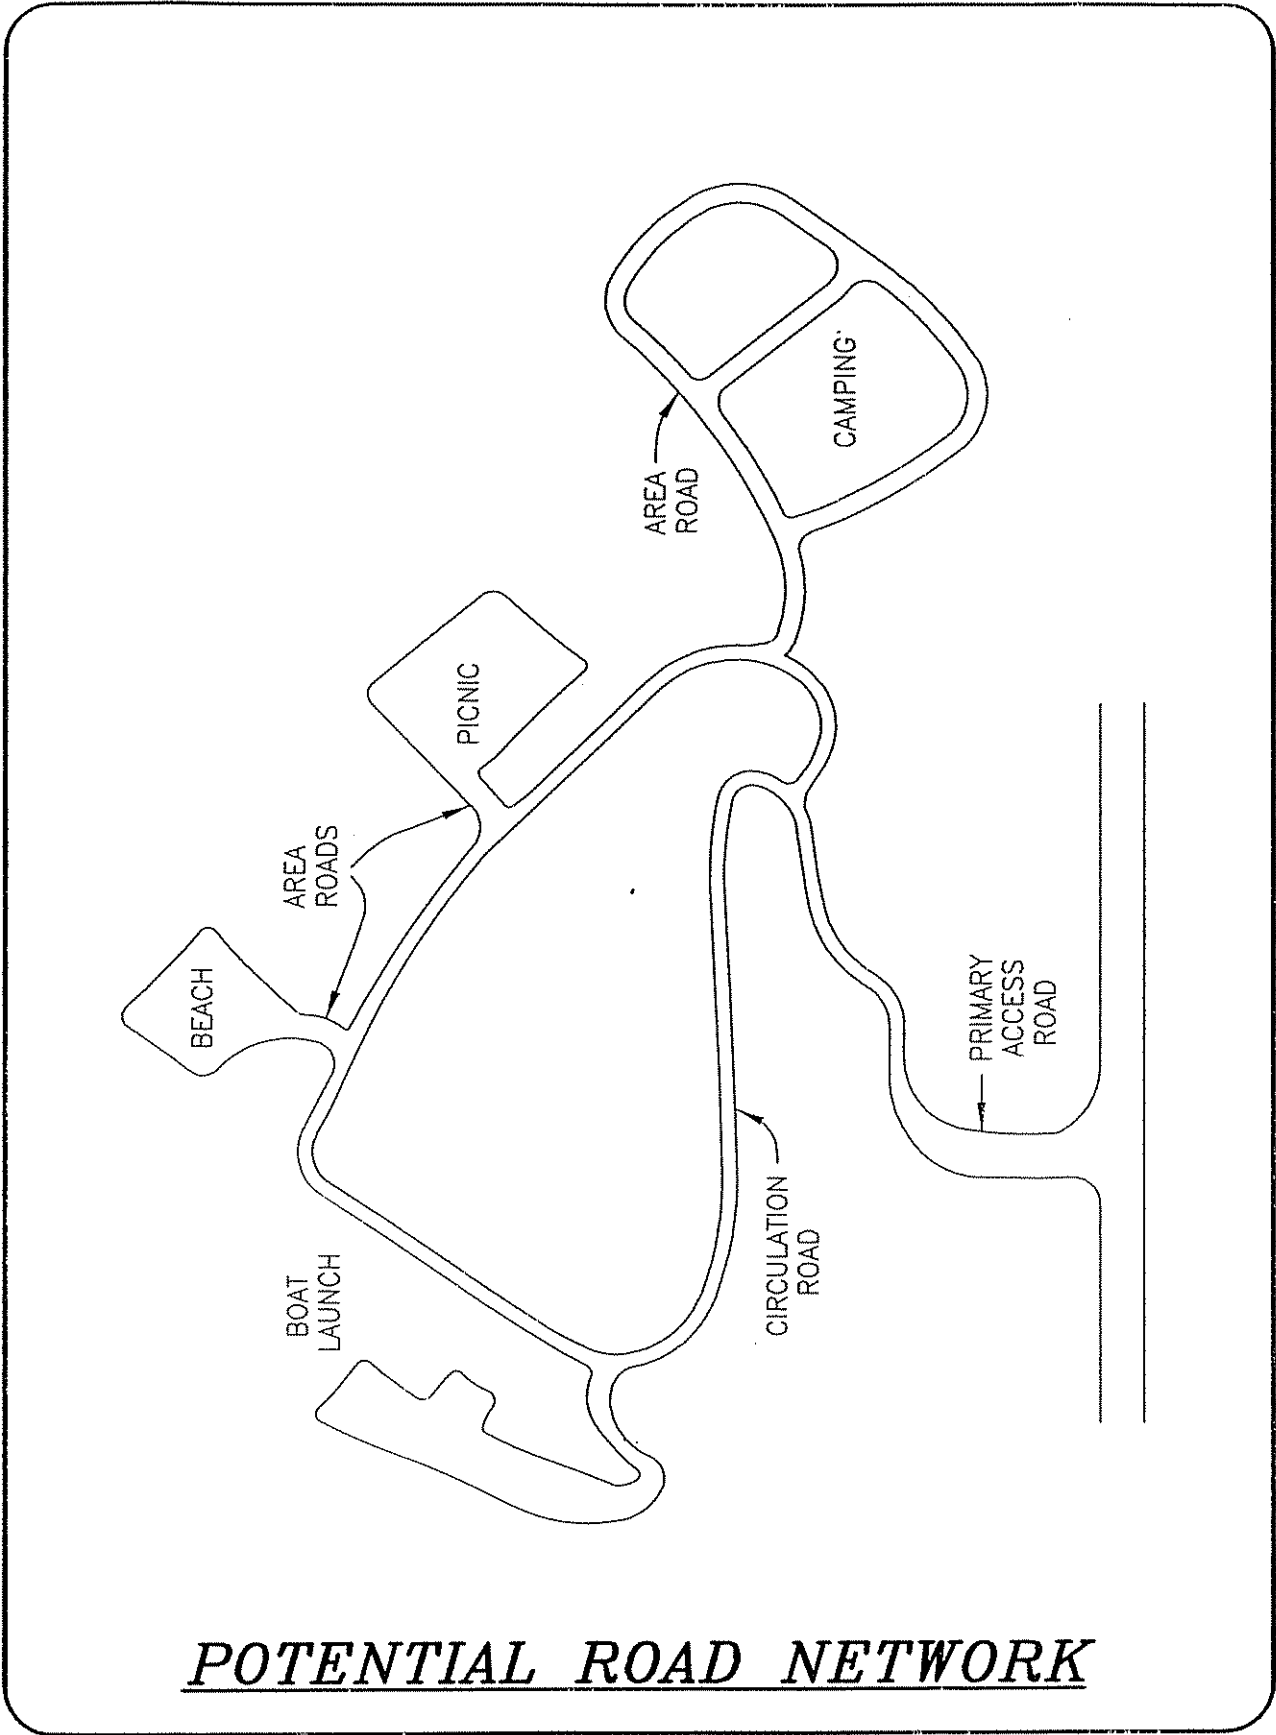 BEACH
AREA
ROADS
PICNIC
AREA
ROAD
CAMPING
BOAT
LAUNCH
CIRCULATION
ROAD
PRIMARY
ACCESS
ROAD
POTENTIAL ROAD NETWORK